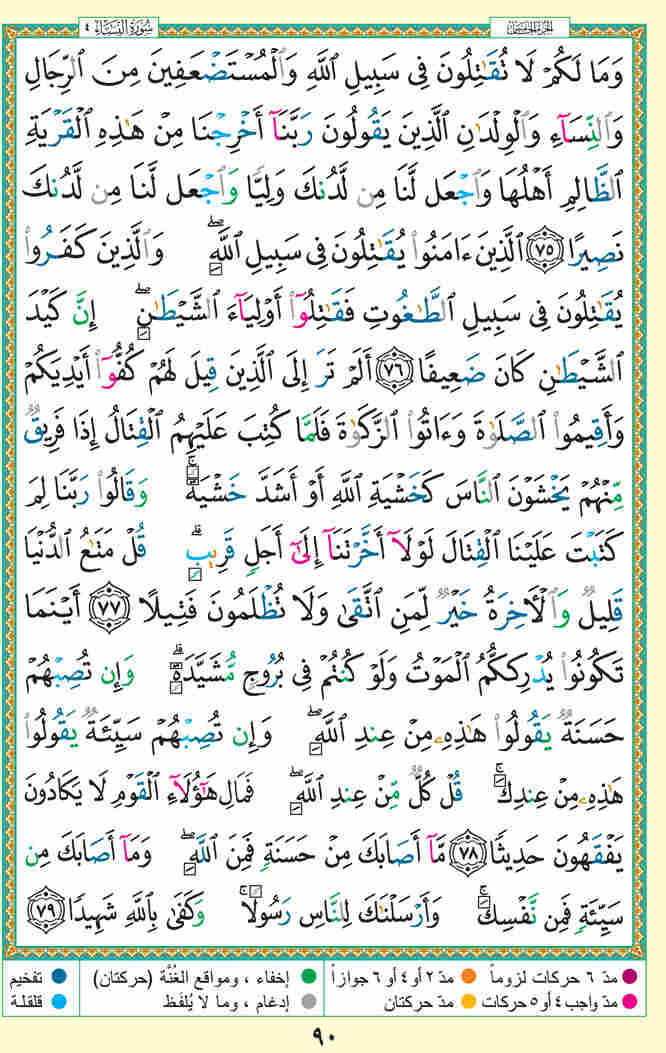 سُورَةُ النِّسَاءِ ٤
الجُزْءُ الخَامِسُ
وَمَا لَكُمْ لَا تُقَٰتِلُونَ فِى سَبِيلِ ٱللَّهِ وَٱلْمُسْتَضْعَفِينَ مِنَ ٱلرِّجَالِ
وَٱلنِّسَآءِ وَٱلْوِلْدَٰنِ ٱلَّذِينَ يَقُولُونَ رَبَّنَآ أَخْرِجْنَا مِنْ هَٰذِهِ ٱلْقَرْيَةِ
ٱلظَّالِمِ أَهْلُهَا وَٱجْعَل لَّنَا مِن لَّدُنكَ وَلِيًّا وَٱجْعَل لَّنَا مِن لَّدُنكَ
نَصِيرًا ﴿٧٥﴾ ٱلَّذِينَ ءَامَنُوا۟ يُقَٰتِلُونَ فِى سَبِيلِ ٱللَّهِ ۖ وَٱلَّذِينَ كَفَرُوا۟
يُقَٰتِلُونَ فِى سَبِيلِ ٱلطَّٰغُوتِ فَقَٰتِلُوٓا۟ أَوْلِيَآءَ ٱلشَّيْطَٰنِ ۖ إِنَّ كَيْدَ
ٱلشَّيْطَٰنِ كَانَ ضَعِيفًا ﴿٧٦﴾ أَلَمْ تَرَ إِلَى ٱلَّذِينَ قِيلَ لَهُمْ كُفُّوٓا۟ أَيْدِيَكُمْ
وَأَقِيمُوا۟ ٱلصَّلَوٰةَ وَءَاتُوا۟ ٱلزَّكَوٰةَ فَلَمَّا كُتِبَ عَلَيْهِمُ ٱلْقِتَالُ إِذَا فَرِيقٌ
مِّنْهُمْ يَخْشَوْنَ ٱلنَّاسَ كَخَشْيَةِ ٱللَّهِ أَوْ أَشَدَّ خَشْيَةً ۚ وَقَالُوا۟ رَبَّنَا لِمَ
كَتَبْتَ عَلَيْنَا ٱلْقِتَالَ لَوْلَآ أَخَّرْتَنَآ إِلَىٰٓ أَجَلٍ قَرِيبٍ ۗ قُلْ مَتَٰعُ ٱلدُّنْيَا
قَلِيلٌ وَٱلْءَاخِرَةُ خَيْرٌ لِّمَنِ ٱتَّقَىٰ وَلَا تُظْلَمُونَ فَتِيلًا ﴿٧٧﴾ أَيْنَمَا
تَكُونُوا۟ يُدْرِككُّمُ ٱلْمَوْتُ وَلَوْ كُنتُمْ فِى بُرُوجٍ مُّشَيَّدَةٍ ۗ وَإِن تُصِبْهُمْ
حَسَنَةٌ يَقُولُوا۟ هَٰذِهِۦ مِنْ عِندِ ٱللَّهِ ۖ وَإِن تُصِبْهُمْ سَيِّئَةٌ يَقُولُوا۟
هَٰذِهِۦ مِنْ عِندِكَ ۚ قُلْ كُلٌّ مِّنْ عِندِ ٱللَّهِ ۖ فَمَالِ هَٰٓؤُلَآءِ ٱلْقَوْمِ لَا يَكَادُونَ
يَفْقَهُونَ حَدِيثًا ﴿٧٨﴾ مَّآ أَصَابَكَ مِنْ حَسَنَةٍ فَمِنَ ٱللَّهِ ۖ وَمَآ أَصَابَكَ مِن
سَيِّئَةٍ فَمِن نَّفْسِكَ ۚ وَأَرْسَلْنَٰكَ لِلنَّاسِ رَسُولًا ۚ وَكَفَىٰ بِٱللَّهِ شَهِيدًا ﴿٧٩﴾
مدّ ٦ حركات لزوماً مدّ ٢ أو ٤ أو ٦ جوازاً إخفاء ، ومواقع الغُنَّة (حركتان) تفخيم
مدّ واجب ٤ أو ٥ حركات مدّ حركتان إدغام ، وما لا يُلفَظ قلقلة
٩٠